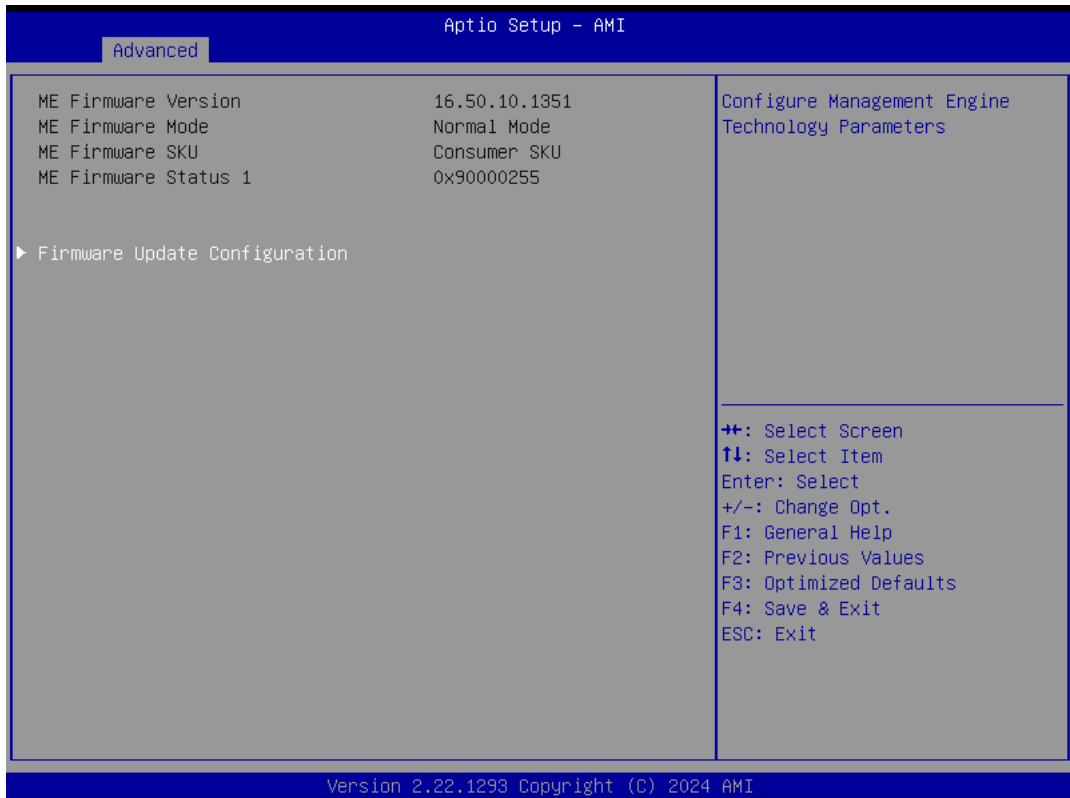 Aptio Setup – AMI
Advanced
ME Firmware Version 16.50.10.1351
ME Firmware Mode Normal Mode
ME Firmware SKU Consumer SKU
ME Firmware Status 1 0x90000255
▶ Firmware Update Configuration
Configure Management Engine
Technology Parameters
→←: Select Screen
↑↓: Select Item
Enter: Select
+/-: Change Opt.
F1: General Help
F2: Previous Values
F3: Optimized Defaults
F4: Save & Exit
ESC: Exit
Version 2.22.1293 Copyright (C) 2024 AMI